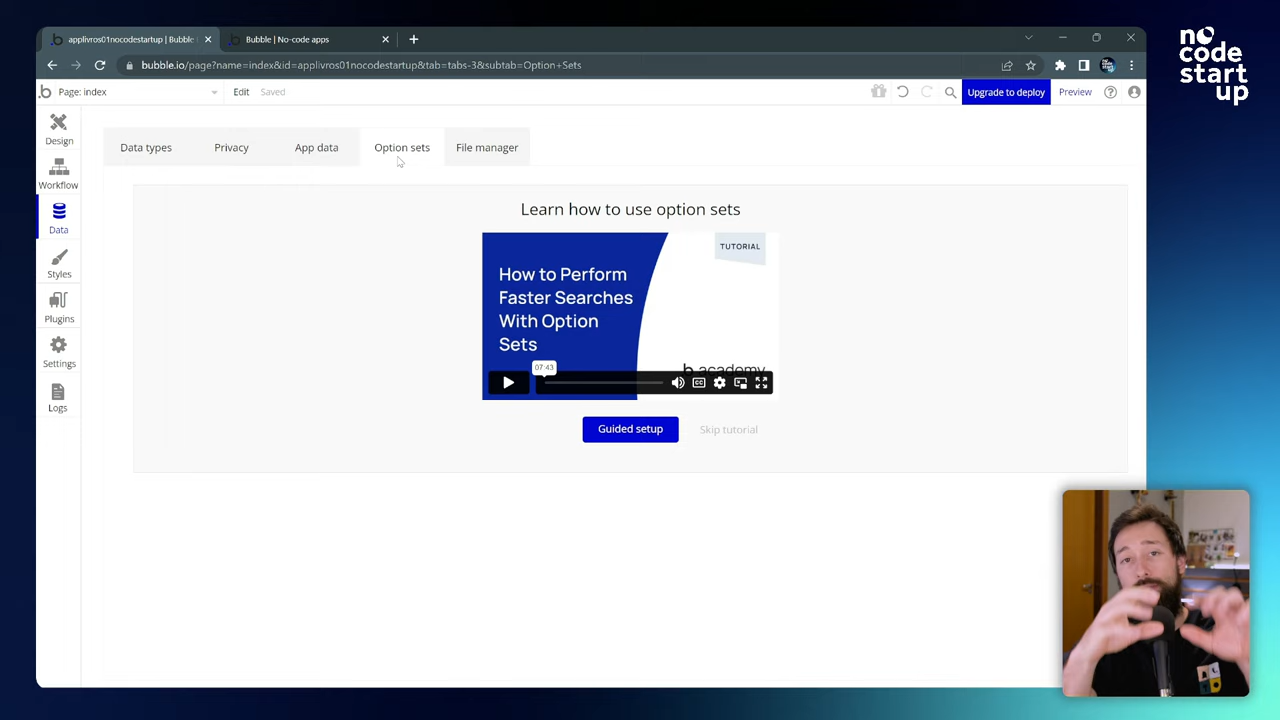 applivros01nocodestartup | Bubble
Bubble | No-code apps
bubble.io/page?name=index&id=applivros01nocodestartup&tab=tabs-3&subtab=Option+Sets
no
code
start
up
Page: index
Edit
Saved
Upgrade to deploy
Preview
Design
Workflow
Data
Styles
Plugins
Settings
Logs
Data types
Privacy
App data
Option sets
File manager
Learn how to use option sets
TUTORIAL
How to Perform
Faster Searches
With Option
Sets
b academy
07:43
CC
Guided setup
Skip tutorial